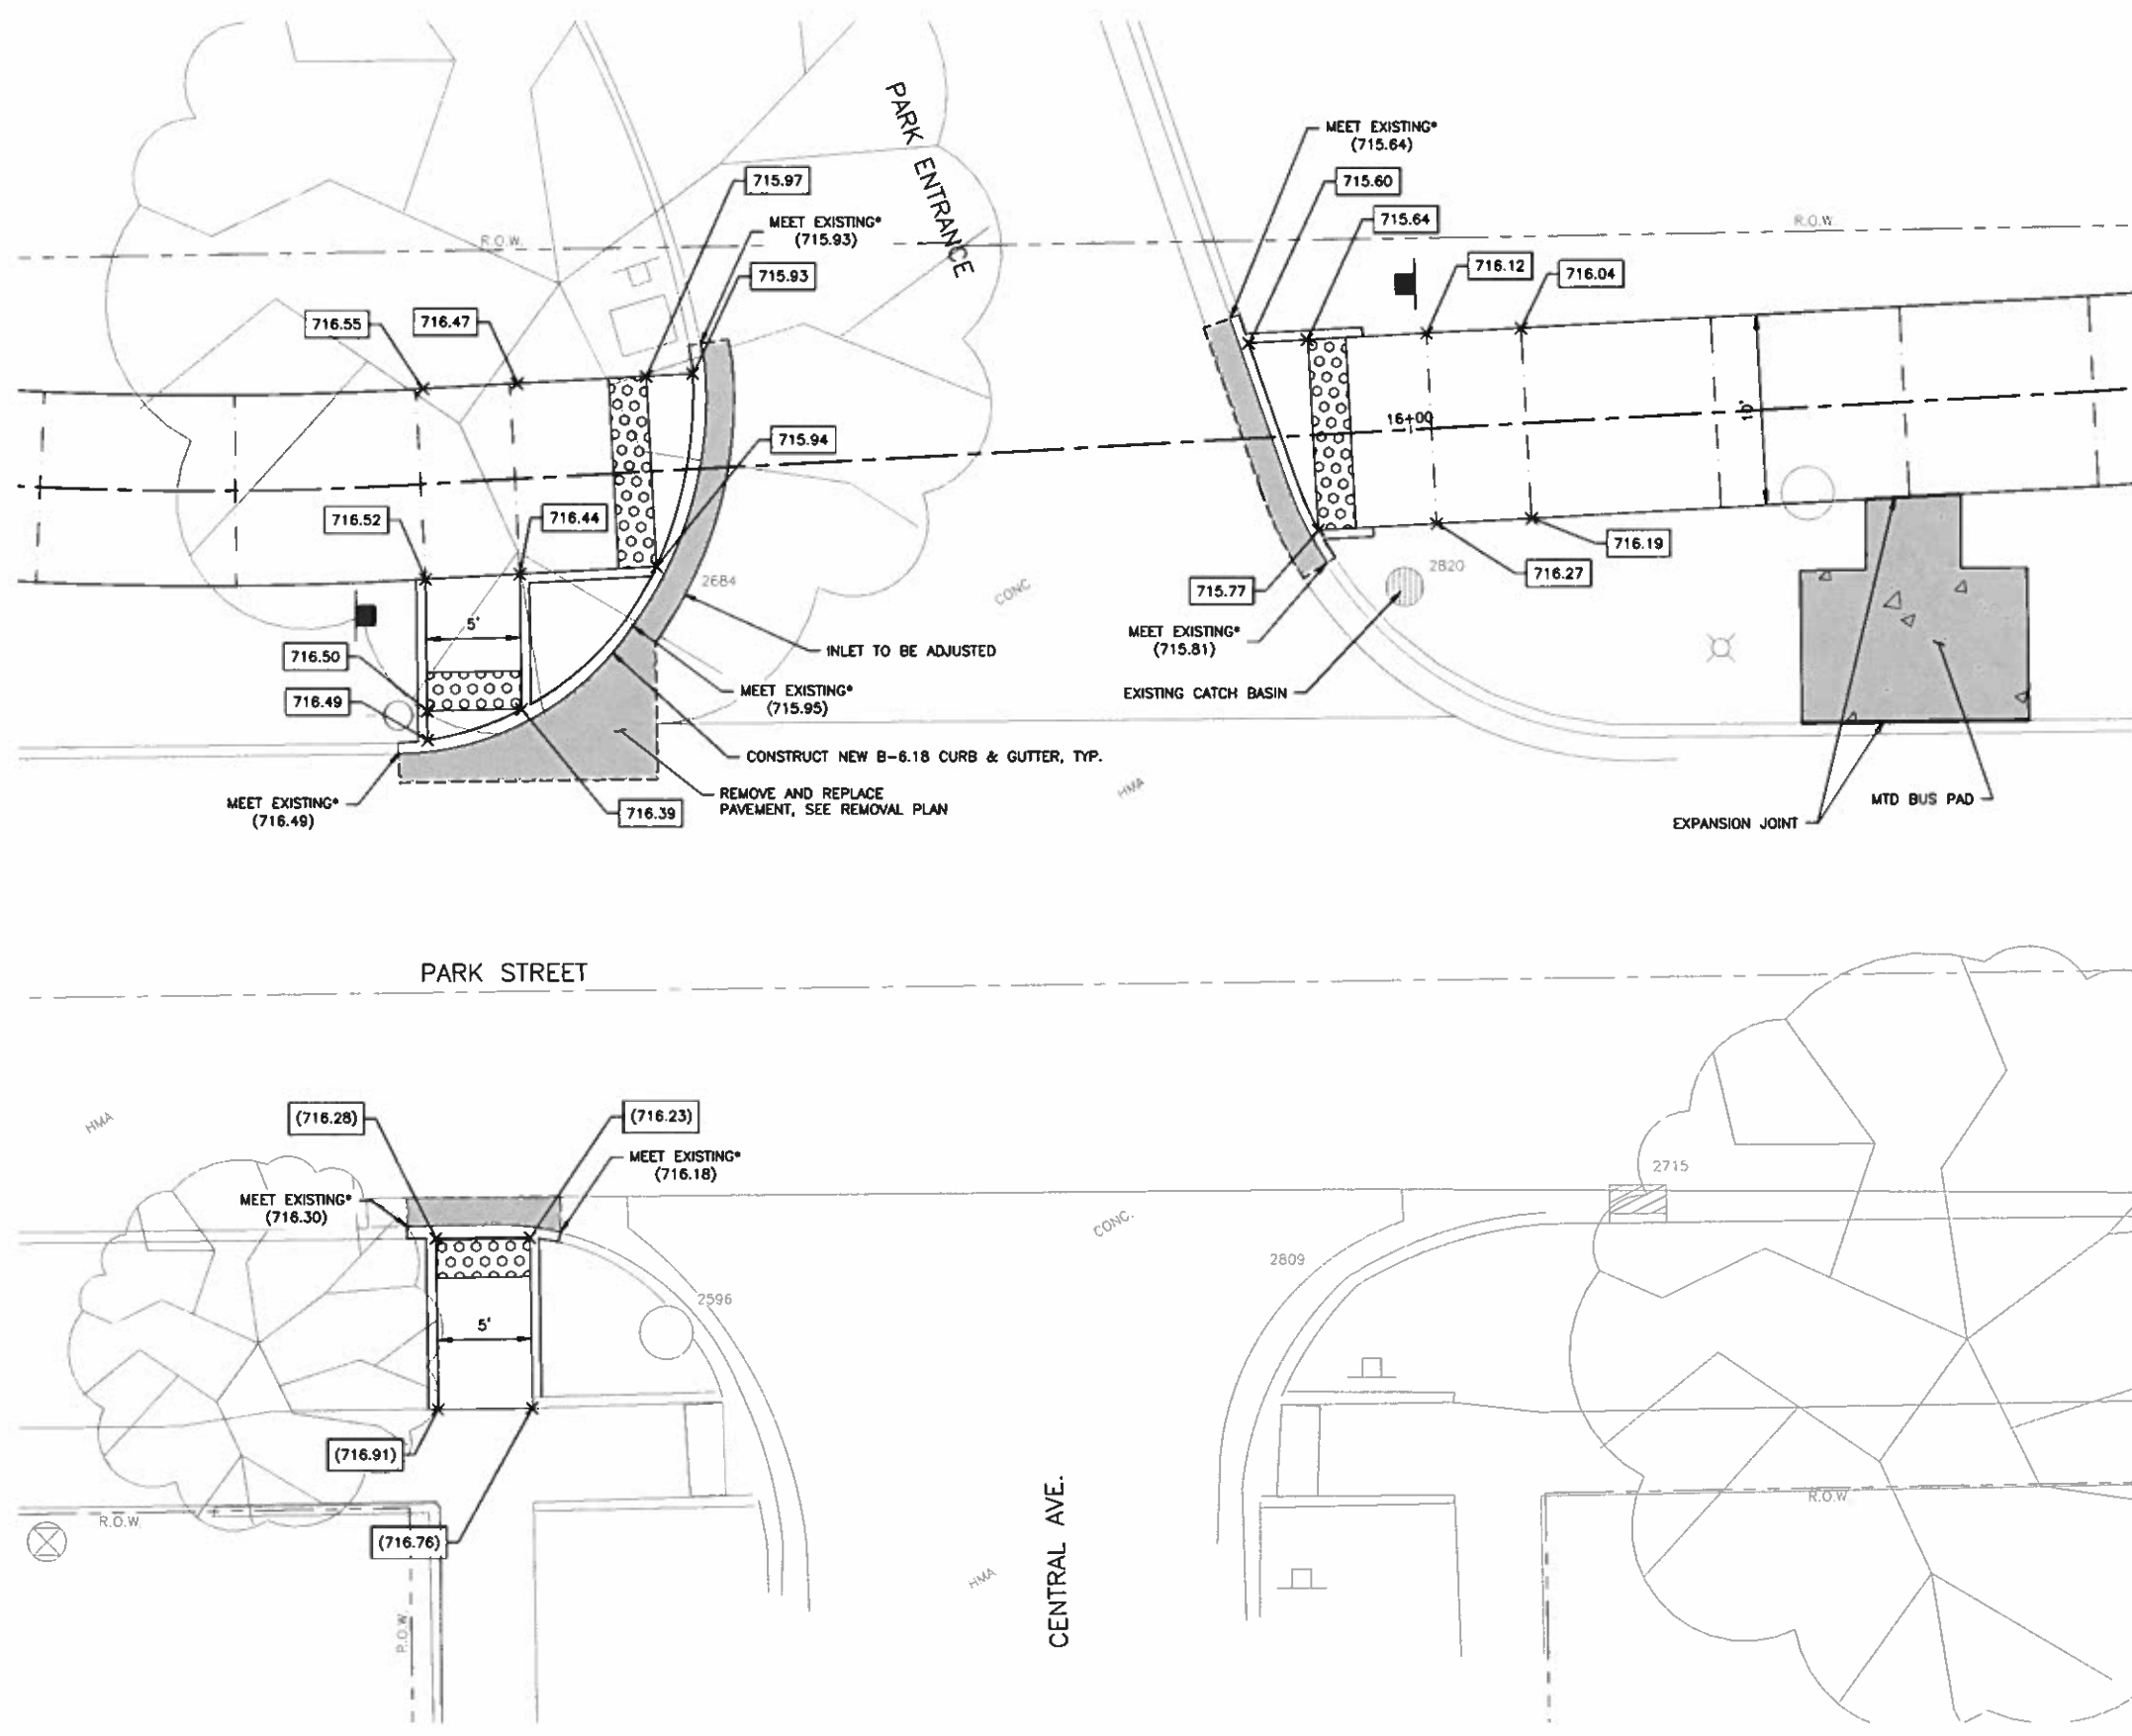 PARK ENTRANCE
MEET EXISTING*
(715.64)
715.97
715.60
MEET EXISTING*
(715.93)
715.64
R.O.W.
R.O.W.
715.93
716.12
716.04
716.55
716.47
715.94
16+00
10'
716.52
716.44
716.19
2684
CONC
2820
716.27
715.77
5'
MEET EXISTING*
(715.81)
INLET TO BE ADJUSTED
716.50
716.49
MEET EXISTING*
(715.95)
EXISTING CATCH BASIN
CONSTRUCT NEW B-6.18 CURB & GUTTER, TYP.
HMA
REMOVE AND REPLACE
PAVEMENT, SEE REMOVAL PLAN
MEET EXISTING*
(716.49)
716.39
MTD BUS PAD
EXPANSION JOINT
PARK STREET
HMA
(716.28)
(716.23)
MEET EXISTING*
(716.18)
2715
MEET EXISTING*
(716.30)
CONC.
2809
2596
5'
(716.91)
R.O.W.
R.O.W.
(716.76)
HMA
CENTRAL AVE.
R.O.W.